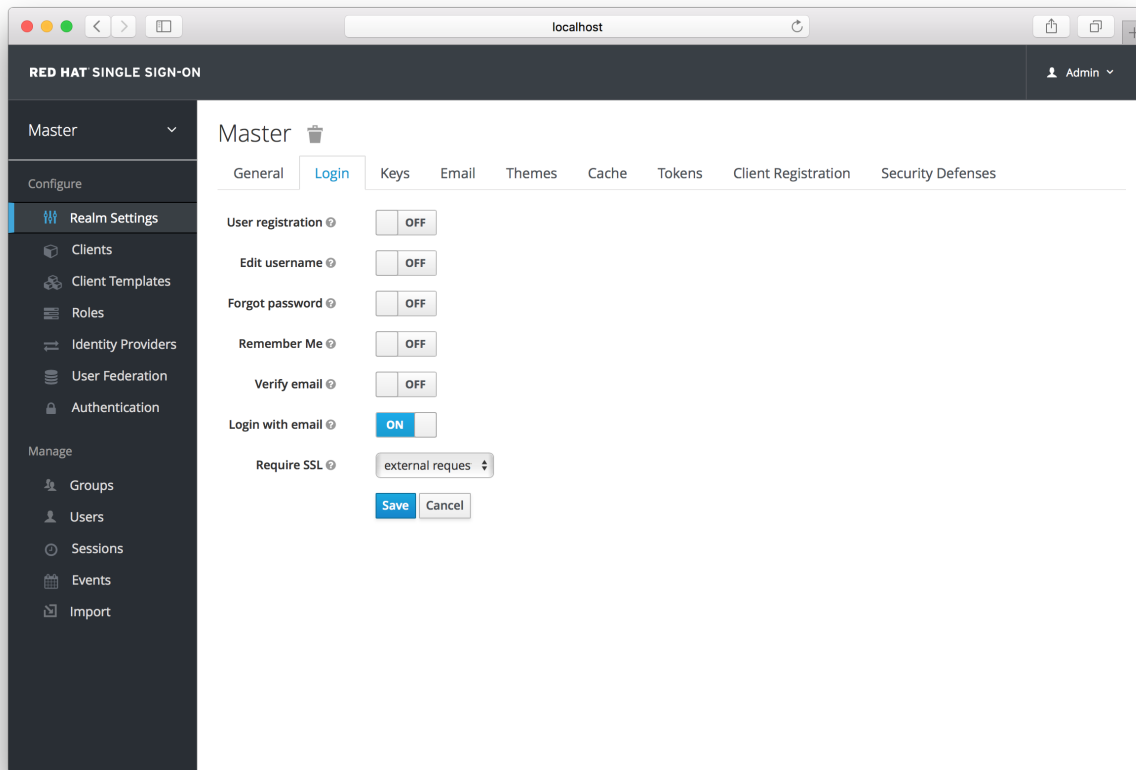 localhost
RED HAT SINGLE SIGN-ON
Admin
Master
Configure
Realm Settings
Clients
Client Templates
Roles
Identity Providers
User Federation
Authentication
Manage
Groups
Users
Sessions
Events
Import
Master
General Login Keys Email Themes Cache Tokens Client Registration Security Defenses
User registration OFF
Edit username OFF
Forgot password OFF
Remember Me OFF
Verify email OFF
Login with email ON
Require SSL external reques
Save Cancel